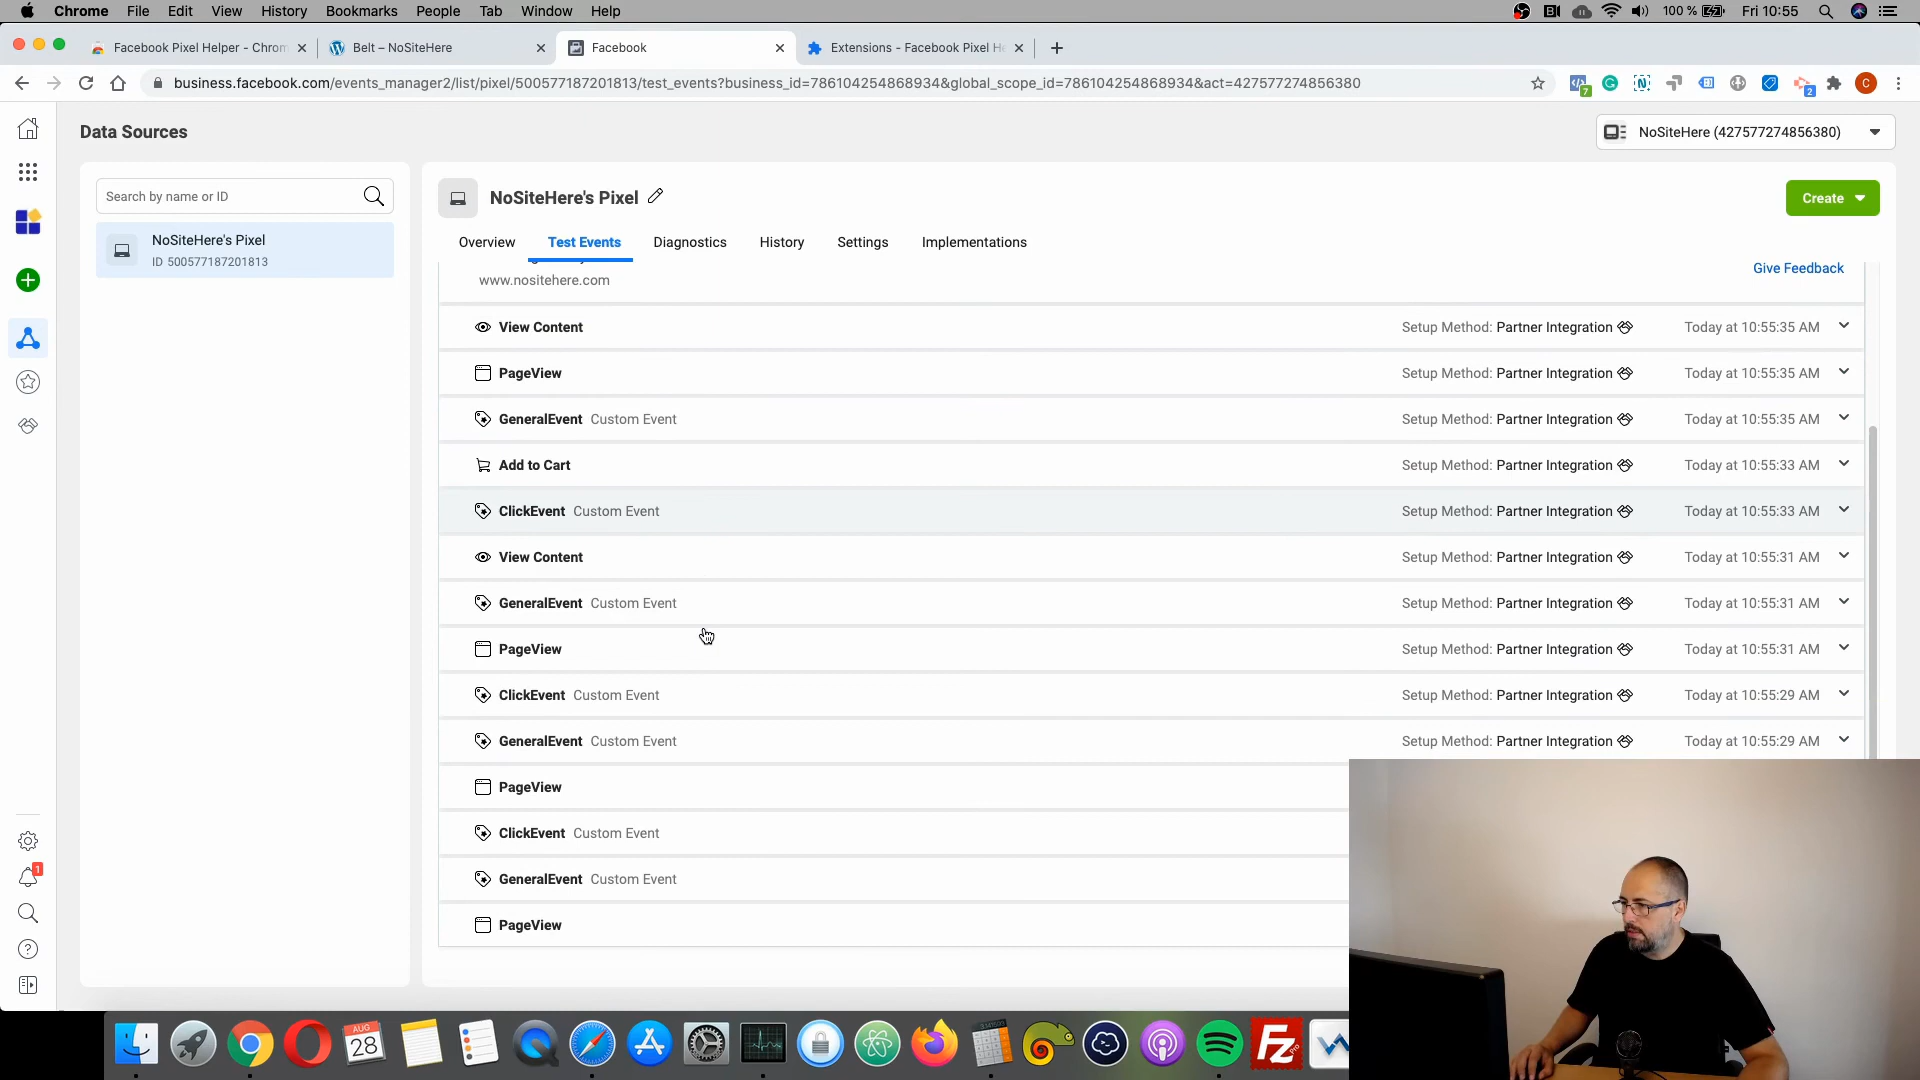 Chrome File Edit View History Bookmarks People Tab Window Help
100 % Fri 10:55
Facebook Pixel Helper - Chrom
Belt – NoSiteHere
Facebook
Extensions - Facebook Pixel He
business.facebook.com/events_manager2/list/pixel/500577187201813/test_events?business_id=786104254868934&global_scope_id=786104254868934&act=427577274856380
7
2
C
Data Sources
NoSiteHere (427577274856380)
Search by name or ID
NoSiteHere's Pixel
ID 500577187201813
NoSiteHere's Pixel
Create
Overview Test Events Diagnostics History Settings Implementations
Give Feedback
www.nositehere.com
View Content Setup Method: Partner Integration Today at 10:55:35 AM
PageView Setup Method: Partner Integration Today at 10:55:35 AM
GeneralEvent Custom Event Setup Method: Partner Integration Today at 10:55:35 AM
Add to Cart Setup Method: Partner Integration Today at 10:55:33 AM
ClickEvent Custom Event Setup Method: Partner Integration Today at 10:55:33 AM
View Content Setup Method: Partner Integration Today at 10:55:31 AM
GeneralEvent Custom Event Setup Method: Partner Integration Today at 10:55:31 AM
PageView Setup Method: Partner Integration Today at 10:55:31 AM
ClickEvent Custom Event Setup Method: Partner Integration Today at 10:55:29 AM
GeneralEvent Custom Event Setup Method: Partner Integration Today at 10:55:29 AM
PageView
ClickEvent Custom Event
GeneralEvent Custom Event
PageView
1
AUG
28
Fz
Pro